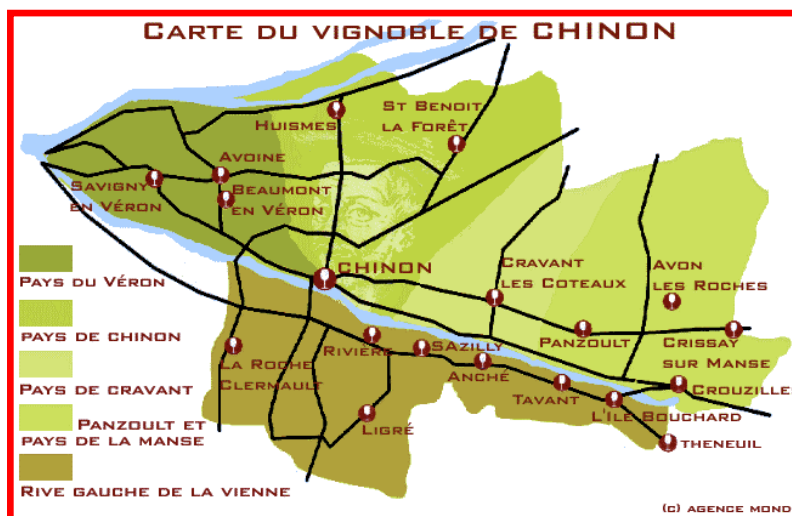 Carte du vignoble de CHINON
St Benoit
la Forêt
Huismes
Avoine
Savigny
en Véron
Beaumont
en Véron
CHINON
Cravant
les Coteaux
Avon
les Roches
Pays du Véron
pays de chinon
Pays de cravant
Panzoult et
pays de la manse
Rive gauche de la vienne
Panzoult
Crissay
sur Manse
Rivière
SAzilly
La Roche
Clermault
Anché
Tavant
Crouzilles
L'Ile Bouchard
Ligré
theneuil
(c) agence mond